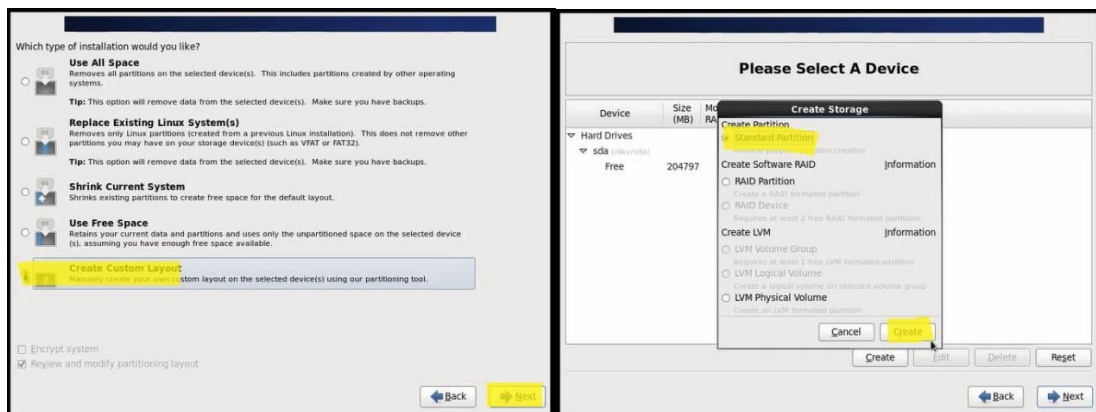 Which type of installation would you like?
Use All Space
Removes all partitions on the selected device(s). This includes partitions created by other operating
systems.
Tip: This option will remove data from the selected device(s). Make sure you have backups.
Replace Existing Linux System(s)
Removes only Linux partitions (created from a previous Linux installation). This does not remove other
partitions you may have on your storage device(s) (such as VFAT or FAT32).
Tip: This option will remove data from the selected device(s). Make sure you have backups.
Shrink Current System
Shrinks existing partitions to create free space for the default layout.
Use Free Space
Retains your current data and partitions and uses only the unpartitioned space on the selected device
(s), assuming you have enough free space available.
Create Custom Layout
Manually create your own custom layout on the selected device(s) using our partitioning tool.
Encrypt system
Review and modify partitioning layout
Back Next
Please Select A Device
Device
Size
(MB)
Hard Drives
sda (/dev/sda)
Free 204797
Create Storage
Create Partition
Standard Partition
General purpose partition creation
Create Software RAID Information
RAID Partition
Create a RAID formated partition
RAID Device
Requires at least 2 free RAID formated partitions
Create LVM Information
LVM Volume Group
Requires at least 1 free LVM formated partition
LVM Logical Volume
Create a logical volume on selected volume group
LVM Physical Volume
Create an LVM formated partition
Cancel Create
Create Edit Delete Reset
Back Next